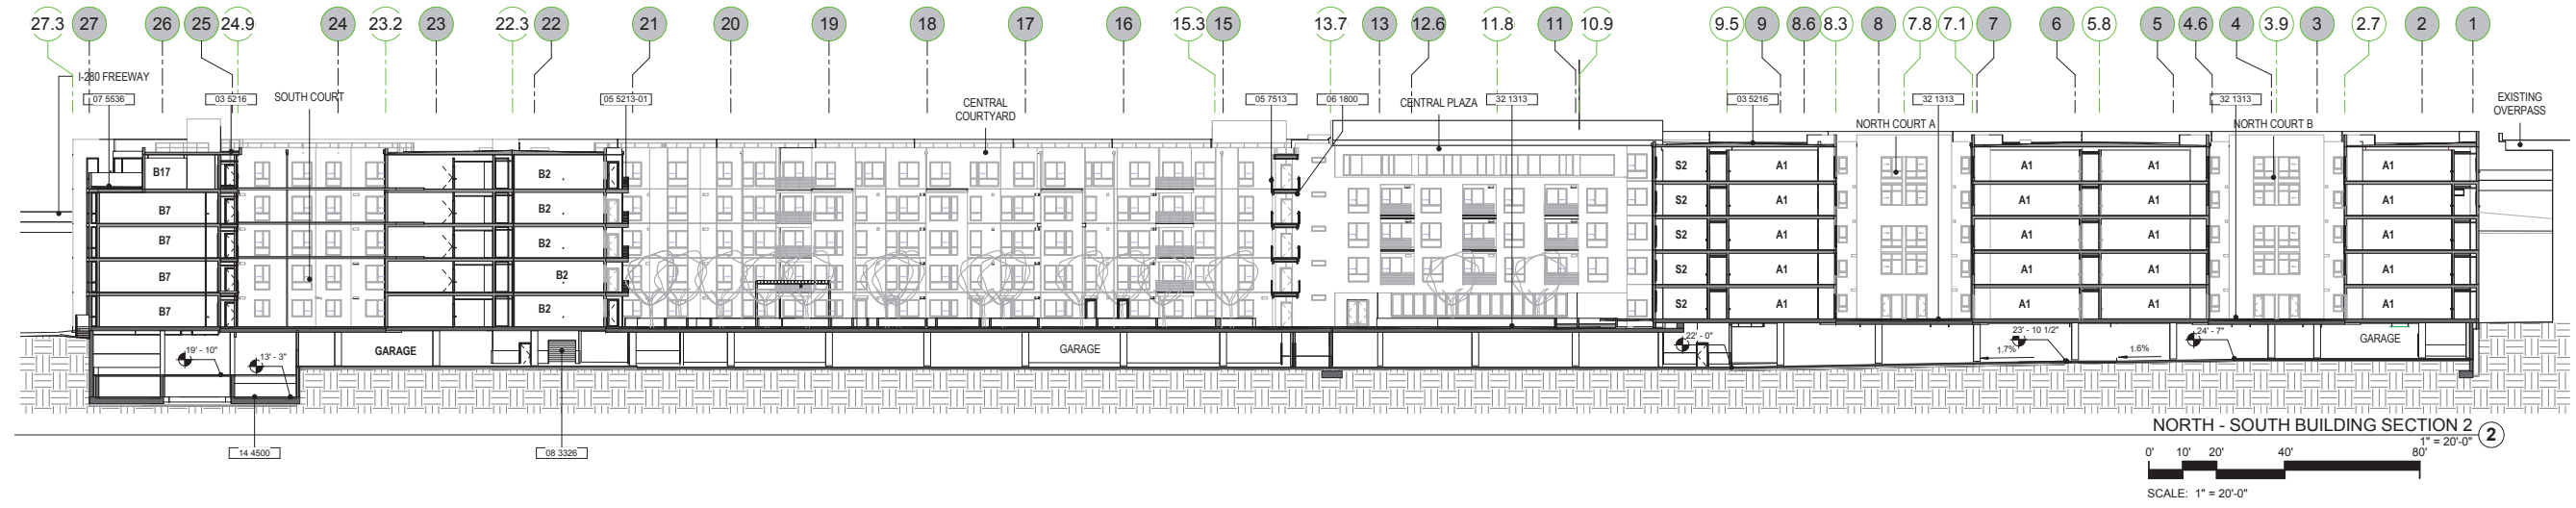 27.3 27 26 25 24.9 24 23.2 23 22.3 22 21 20 19 18 17 16 15.3 15 13.7 13 12.6 11.8 11 10.9 9.5 9 8.6 8.3 8 7.8 7.1 7 6 5.8 5 4.6 4 3.9 3 2.7 2 1
I-280 FREEWAY
07 5536
03 5216
SOUTH COURT
05 5213-01
CENTRAL
COURTYARD
05 7513
06 1800
CENTRAL PLAZA
32 1313
03 5216
NORTH COURT A
32 1313
32 1313
NORTH COURT B
EXISTING
OVERPASS
B17 B2 S2 A1 A1 A1 A1
B7 B2 S2 A1 A1 A1 A1
B7 B2 S2 A1 A1 A1 A1
B7 B2 S2 A1 A1 A1 A1
B7 B2 S2 A1 A1 A1 A1
19' - 10"
13' - 3"
GARAGE
GARAGE
22' - 0"
1.7%
23' - 10 1/2"
1.6%
24' - 7"
GARAGE
14 4500
08 3326
NORTH - SOUTH BUILDING SECTION 2
1" = 20'-0"
2
0' 10' 20' 40' 80'
SCALE: 1" = 20'-0"